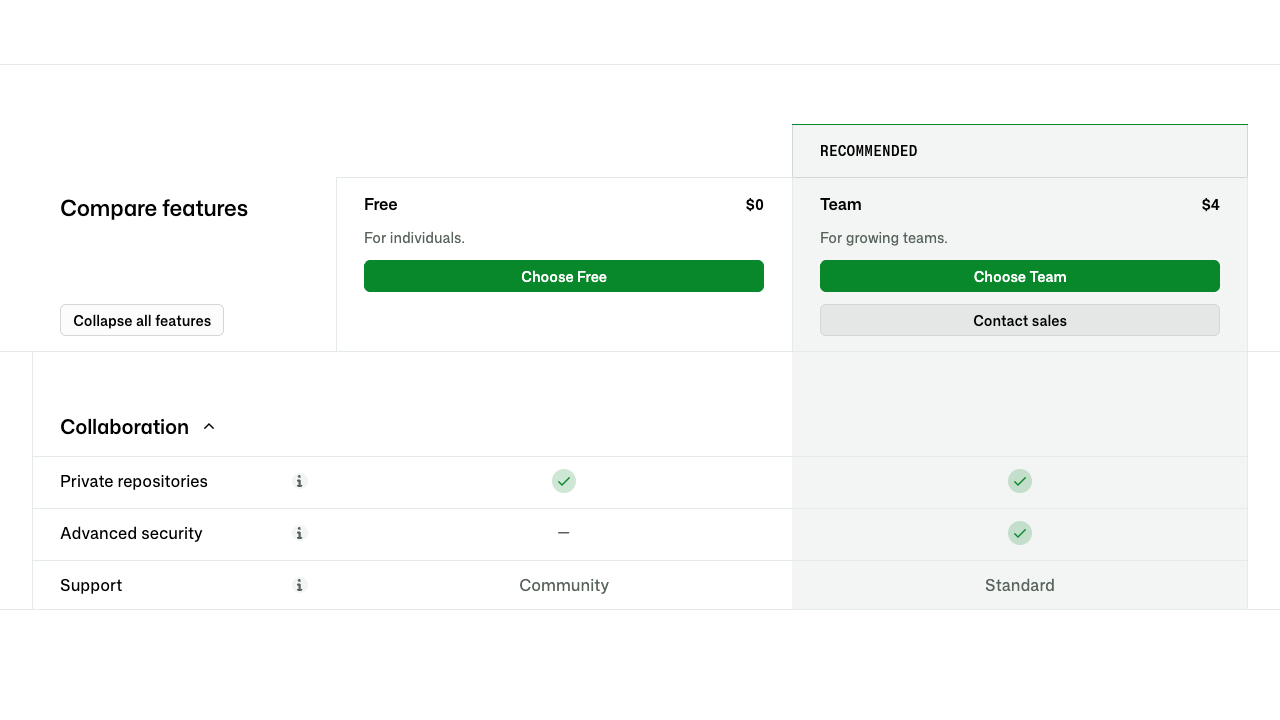 RECOMMENDED
Compare features
Free $0
For individuals.
Choose Free
Team $4
For growing teams.
Choose Team
Contact sales
Collapse all features
Collaboration
Private repositories
Advanced security —
Support Community Standard